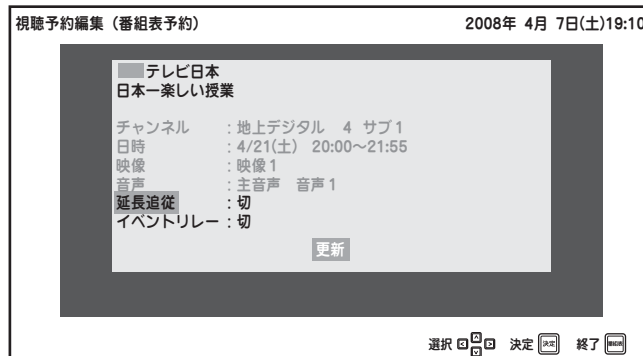 視聴予約編集（番組表予約）
2008年 4月 7日(土)19:10
テレビ日本
日本一楽しい授業
チャンネル ：地上デジタル 4 サブ1
日時 ：4/21(土) 20:00〜21:55
映像 ：映像1
音声 ：主音声 音声1
延長追従 ：切
イベントリレー：切
更新
選択 決定 決定 終了